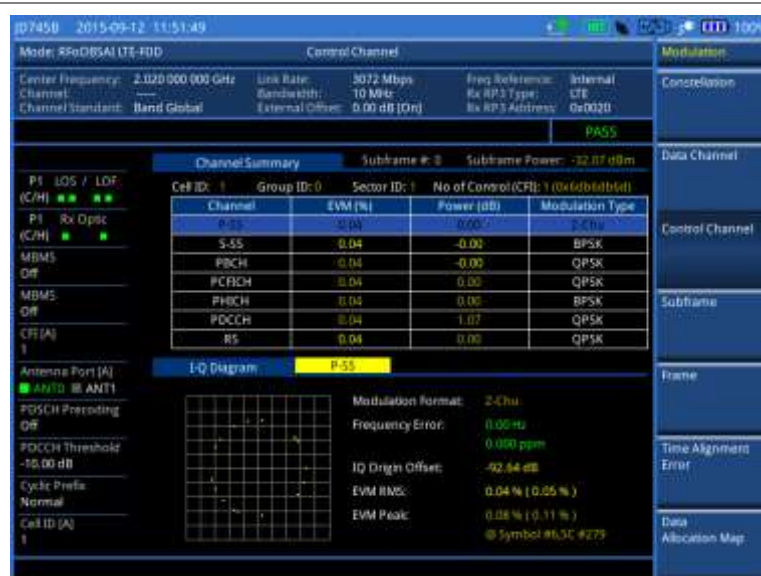 JD745B 2015-09-12 11:51:49
INT
100%
Mode: RFoOBSAI LTE-FDD Control Channel
Modulation
Center Frequency: 2.020 000 000 GHz Link Rate: 3072 Mbps Freq Reference: Internal
Channel: ---- Bandwidth: 10 MHz Rx RP3 Type: LTE
Channel Standard: Band Global External Offset: 0.00 dB [On] Rx RP3 Address: 0x0020
PASS
P1 LOS / LOF
(C/H)
P1 Rx Optic
(C/H)
MBMS
Off
MBMS
Off
CFI [A]
1
Antenna Port [A]
ANT0 ANT1
PDSCH Precoding
Off
PDCCH Threshold
-10.00 dB
Cyclic Prefix
Normal
Cell ID [A]
1
Channel Summary Subframe #: 0 Subframe Power: -32.07 dBm
Cell ID: 1 Group ID: 0 Sector ID: 1 No of Control(CFI): 1 (0x6db6db6d)
Channel EVM (%) Power (dB) Modulation Type
P-SS 0.04 0.00 Z-Chu
S-SS 0.04 -0.00 BPSK
PBCH 0.04 -0.00 QPSK
PCFICH 0.04 0.00 QPSK
PHICH 0.04 0.00 BPSK
PDCCH 0.04 1.07 QPSK
RS 0.04 0.00 QPSK
I-Q Diagram P-SS
Modulation Format: Z-Chu
Frequency Error: 0.00 Hz
0.000 ppm
IQ Origin Offset: -92.64 dB
EVM RMS: 0.04 % ( 0.05 % )
EVM Peak: 0.08 % ( 0.11 % )
@ Symbol #6,SC #279
Constellation
Data Channel
Control Channel
Subframe
Frame
Time Alignment
Error
Data
Allocation Map